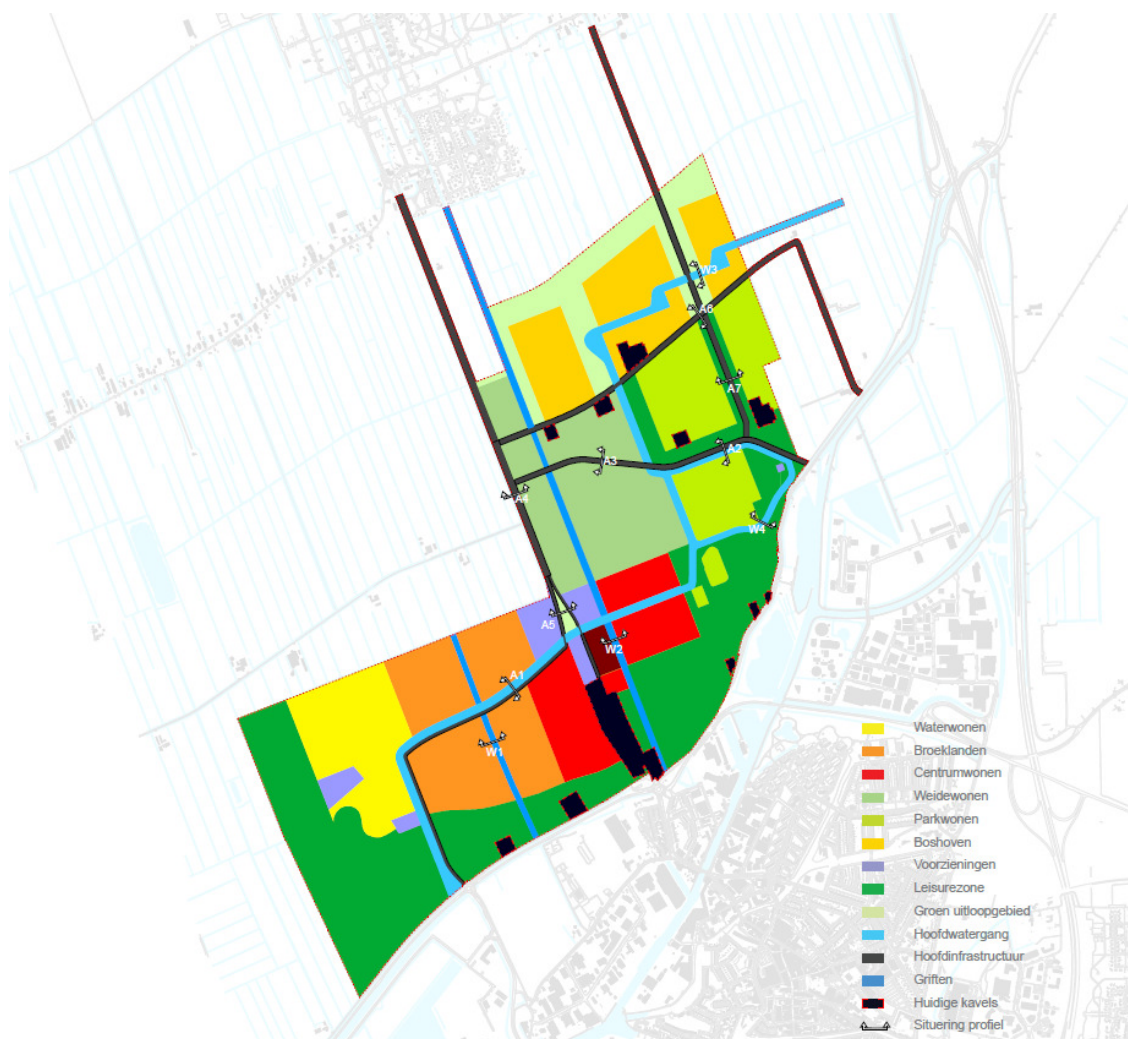 W3
A6
A7
A2
A3
A4
W4
A5
W2
A1
W1
Waterwonen
Broeklanden
Centrumwonen
Weidewonen
Parkwonen
Boshoven
Voorzieningen
Leisurezone
Groen uitloopgebied
Hoofdwatergang
Hoofdinfrastructuur
Griften
Huidige kavels
Situering profiel